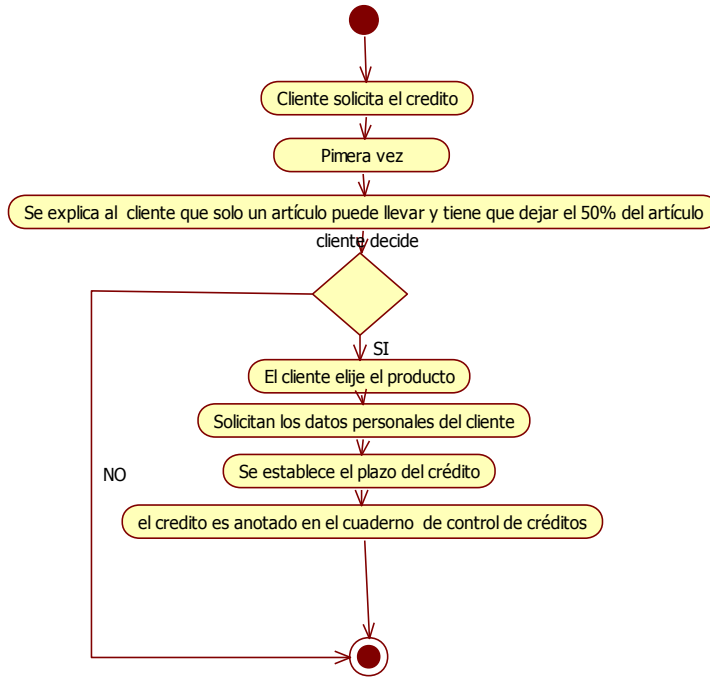 Cliente solicita el credito
Pimera vez
Se explica al cliente que solo un artículo puede llevar y tiene que dejar el 50% del artículo
cliente decide
SI
El cliente elije el producto
Solicitan los datos personales del cliente
Se establece el plazo del crédito
NO
el credito es anotado en el cuaderno de control de créditos